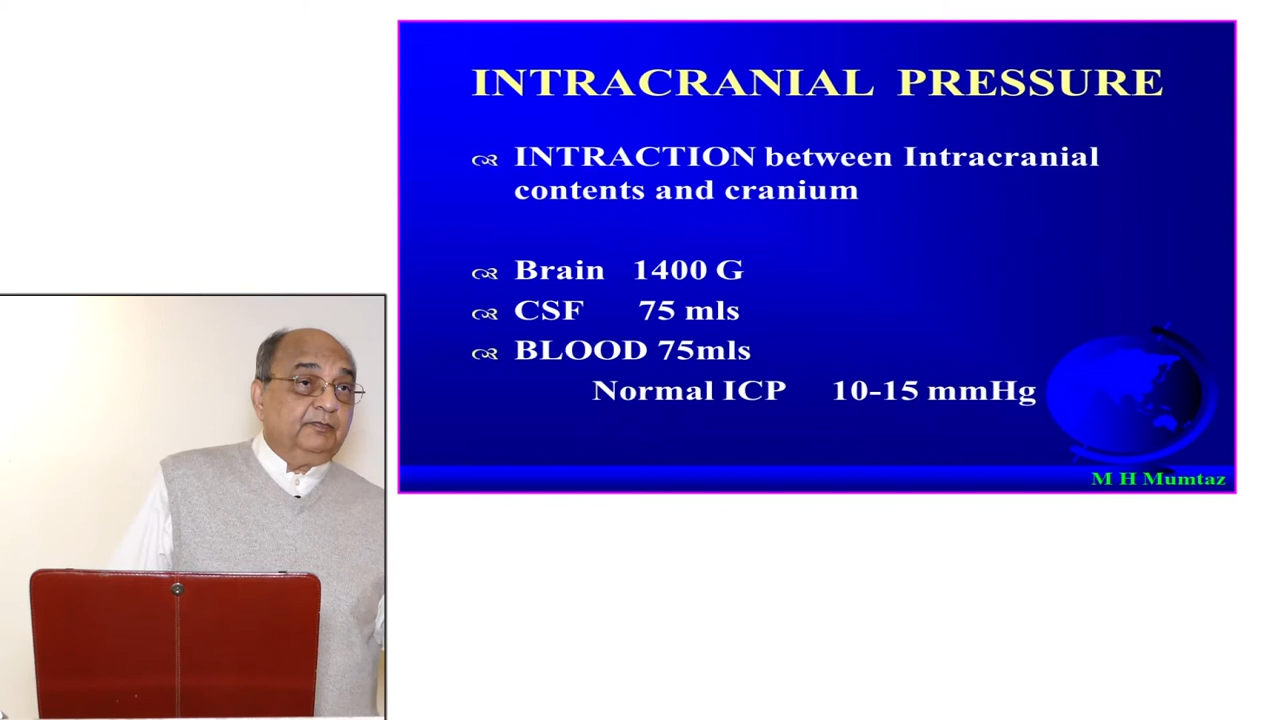 INTRACRANIAL PRESSURE
INTRACTION between Intracranial
contents and cranium
Brain 1400 G
CSF 75 mls
BLOOD 75mls
Normal ICP 10-15 mmHg
M H Mumtaz